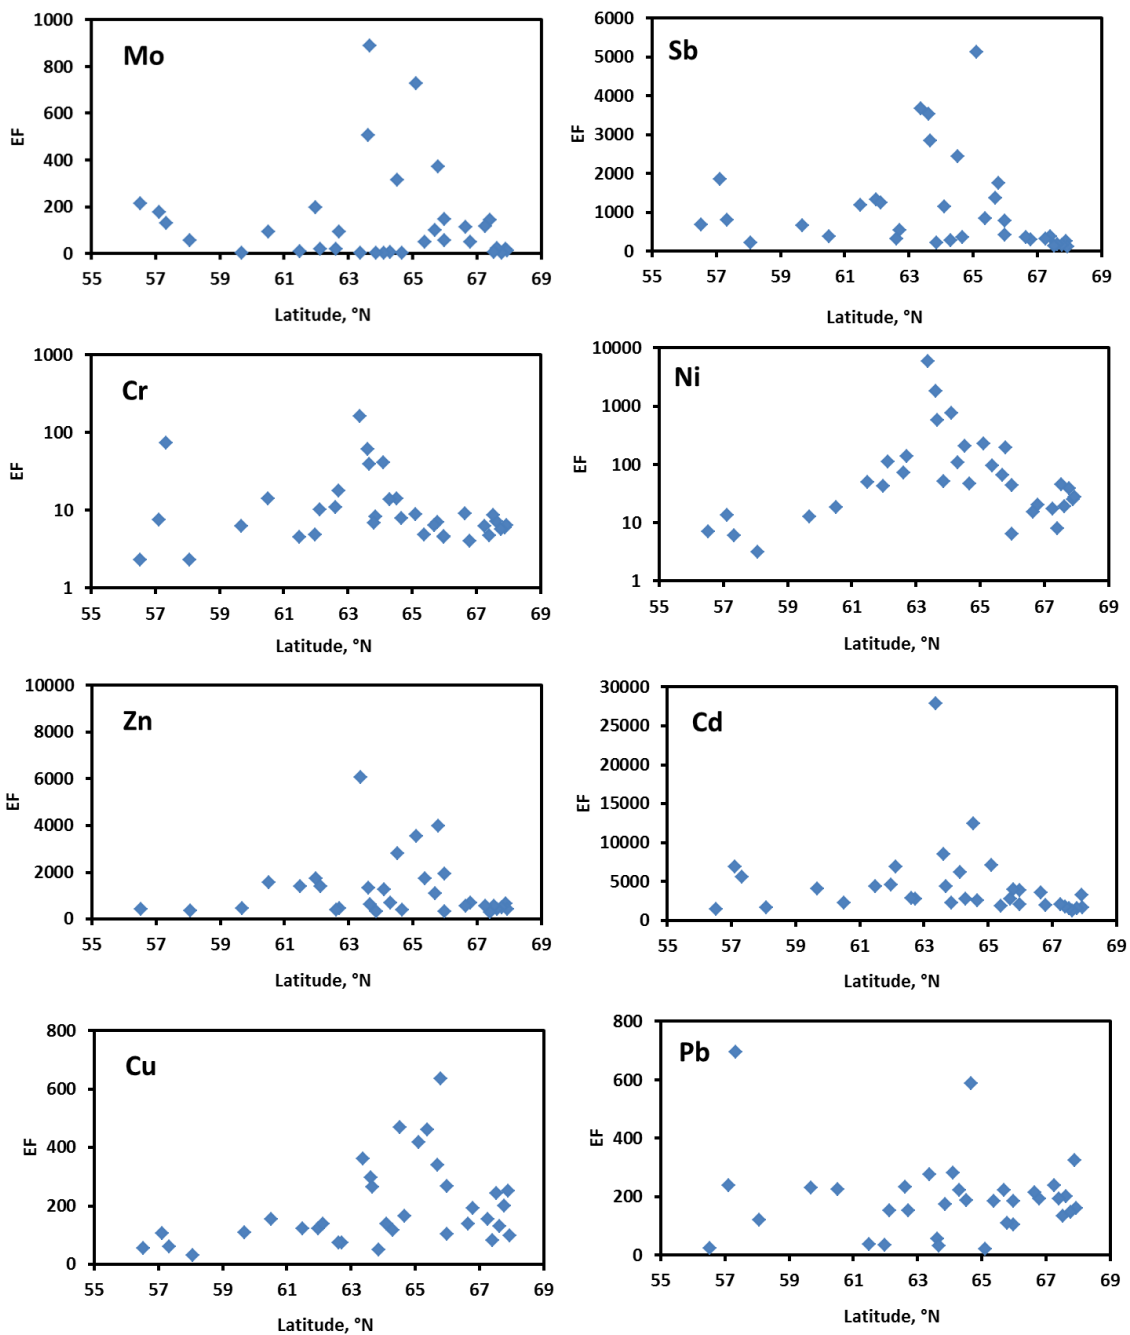 Mo
EF
1000
800
600
400
200
0
55 57 59 61 63 65 67 69
Latitude, °N
Sb
EF
6000
5000
4000
3000
2000
1000
0
55 57 59 61 63 65 67 69
Latitude, °N
Cr
EF
1000
100
10
1
55 57 59 61 63 65 67 69
Latitude, °N
Ni
EF
10000
1000
100
10
1
55 57 59 61 63 65 67 69
Latitude, °N
Zn
EF
10000
8000
6000
4000
2000
0
55 57 59 61 63 65 67 69
Latitude, °N
Cd
EF
30000
25000
20000
15000
10000
5000
0
55 57 59 61 63 65 67 69
Latitude, °N
Cu
EF
800
600
400
200
0
55 57 59 61 63 65 67 69
Latitude, °N
Pb
EF
800
600
400
200
0
55 57 59 61 63 65 67 69
Latitude, °N